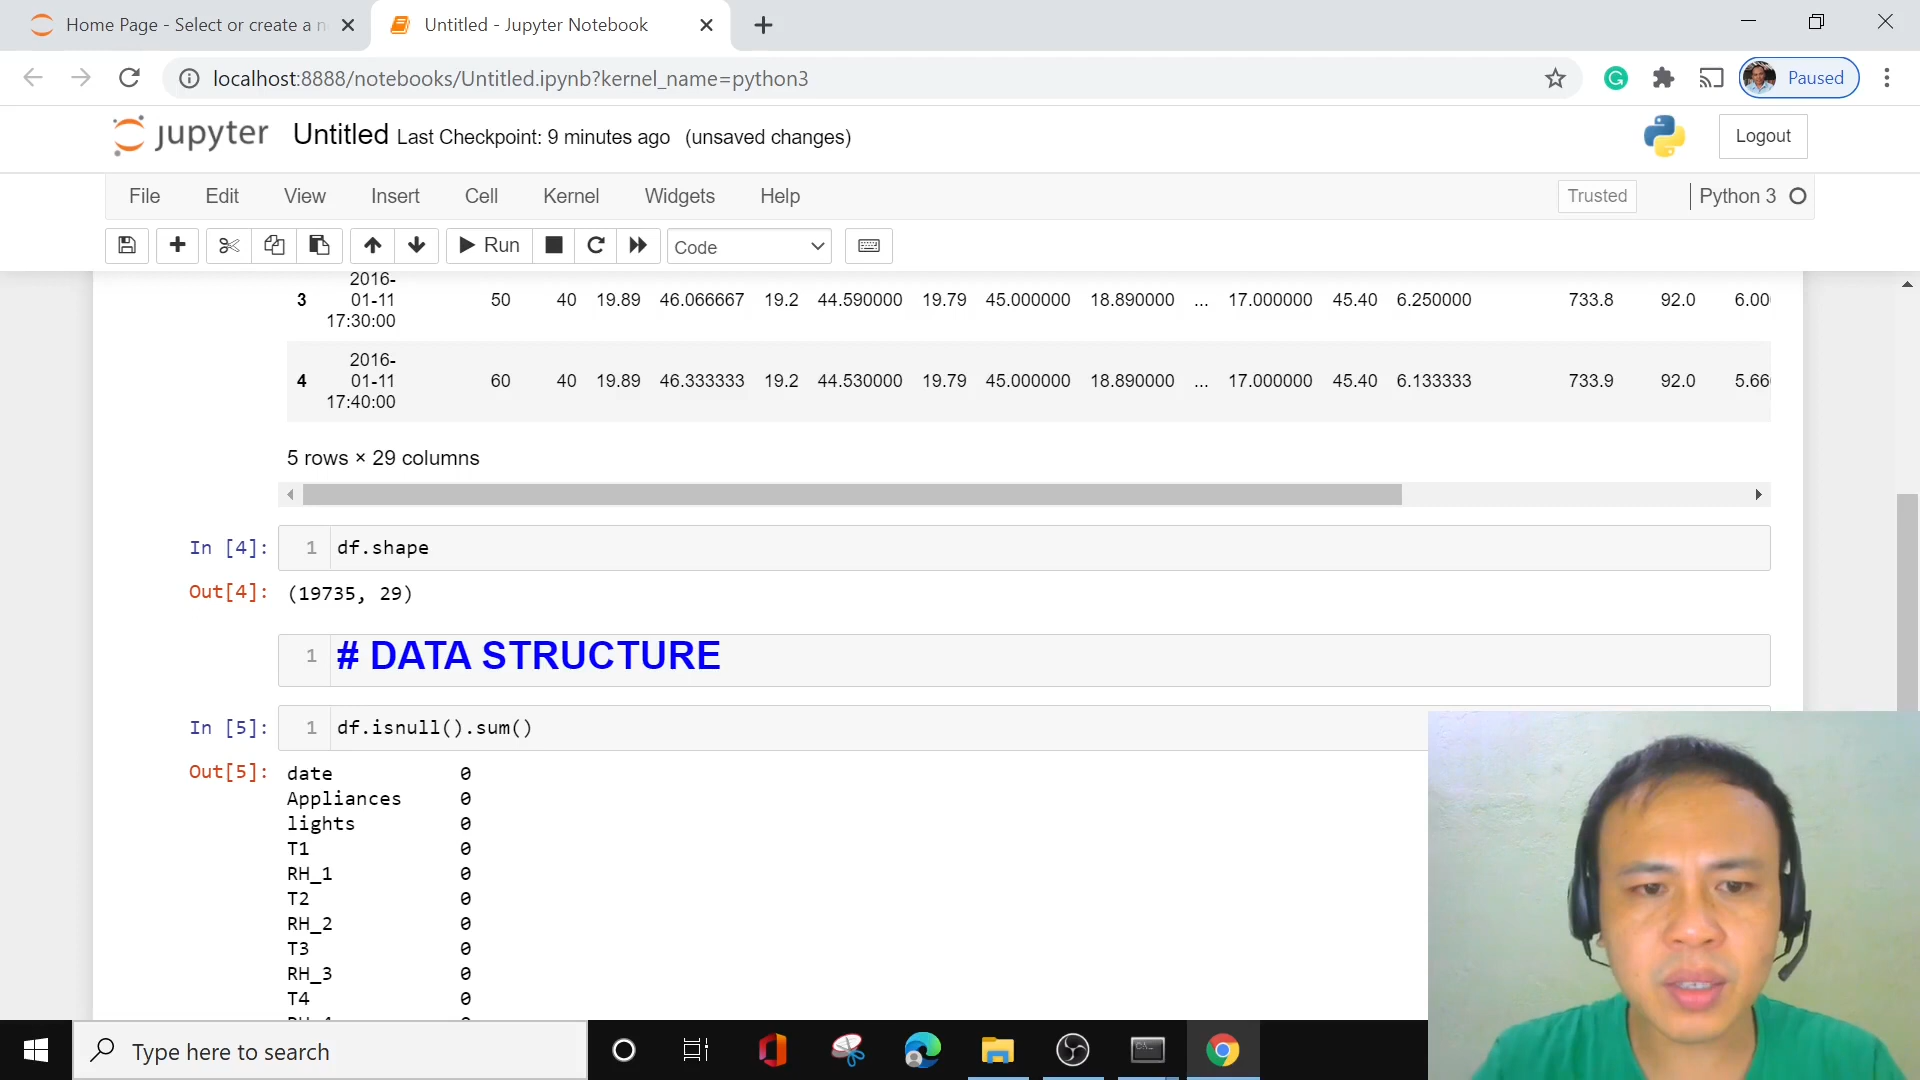 Home Page - Select or create a n
Untitled - Jupyter Notebook
localhost:8888/notebooks/Untitled.ipynb?kernel_name=python3
Paused
jupyter Untitled Last Checkpoint: 9 minutes ago (unsaved changes)
Logout
File Edit View Insert Cell Kernel Widgets Help
Trusted
Python 3
Run
Code
3 2016-01-11 17:30:00 50 40 19.89 46.066667 19.2 44.590000 19.79 45.000000 18.890000 ... 17.000000 45.40 6.250000 733.8 92.0 6.00
4 2016-01-11 17:40:00 60 40 19.89 46.333333 19.2 44.530000 19.79 45.000000 18.890000 ... 17.000000 45.40 6.133333 733.9 92.0 5.66
5 rows × 29 columns
In [4]: 1 df.shape
Out[4]: (19735, 29)
1 # DATA STRUCTURE
In [5]: 1 df.isnull().sum()
Out[5]: date 0
Appliances 0
lights 0
T1 0
RH_1 0
T2 0
RH_2 0
T3 0
RH_3 0
T4 0
Type here to search